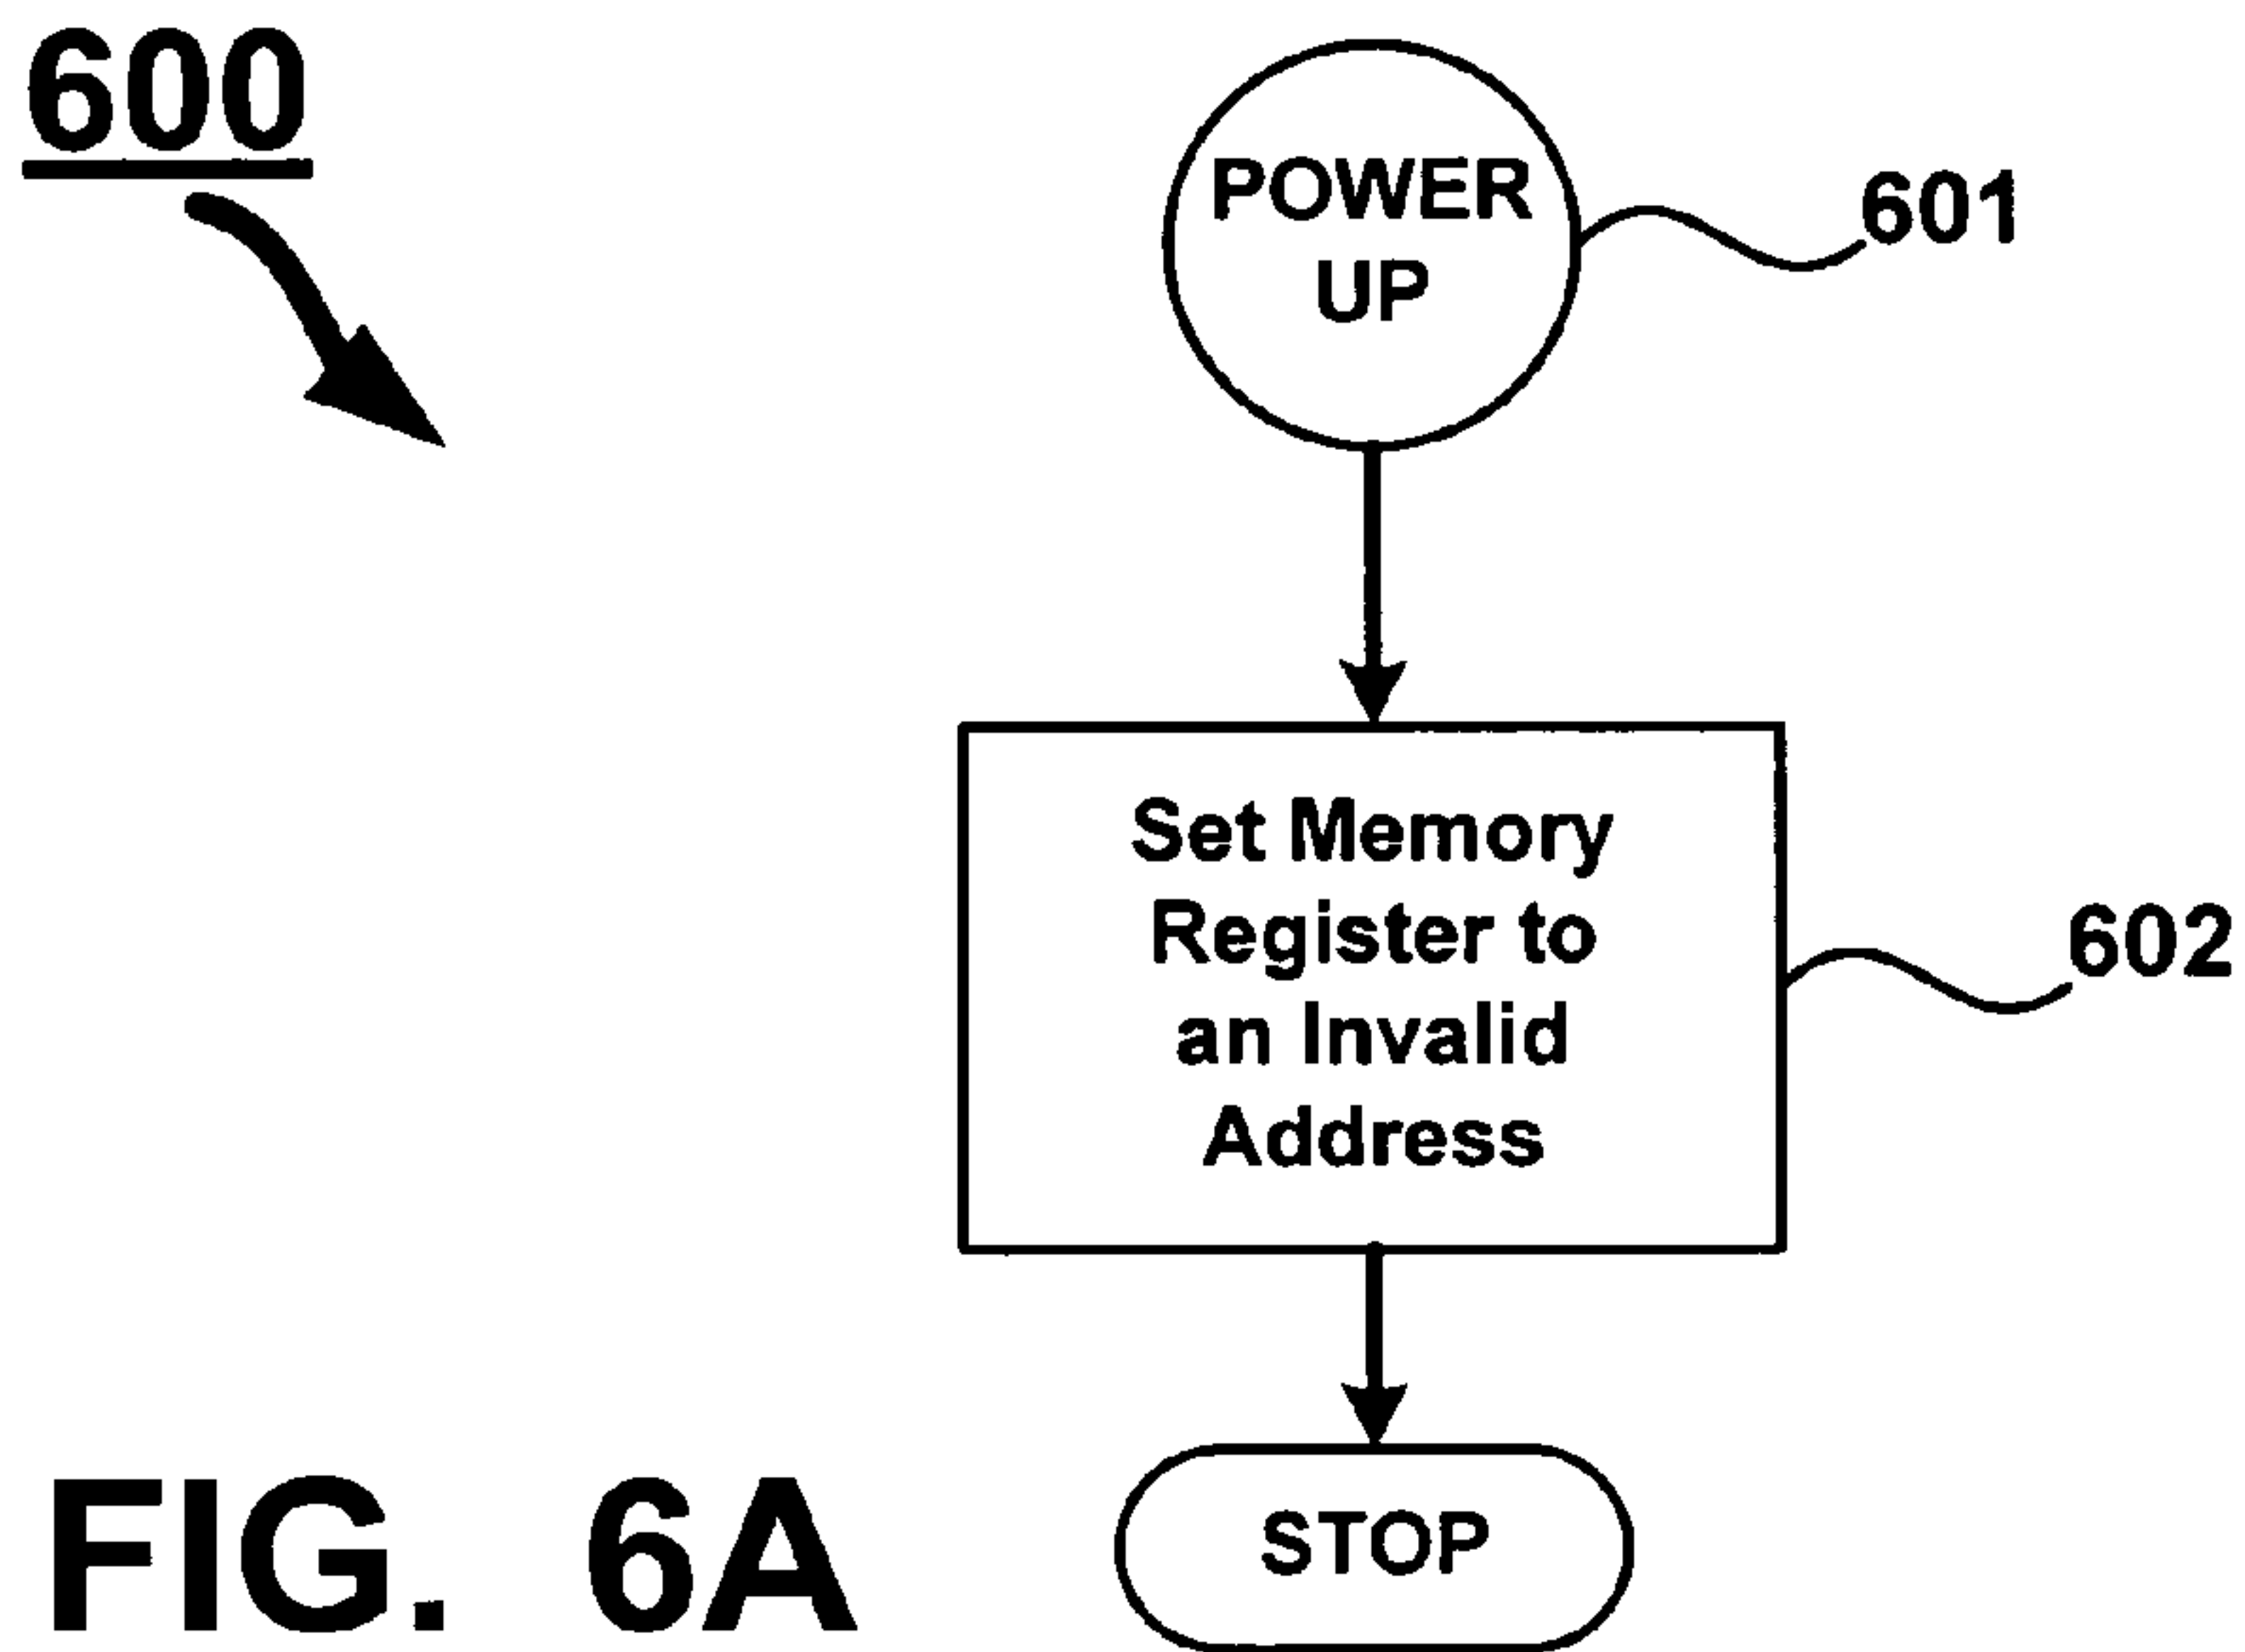 600
POWER
UP
601
Set Memory
Register to
an Invalid
Address
602
STOP
FIG. 6A